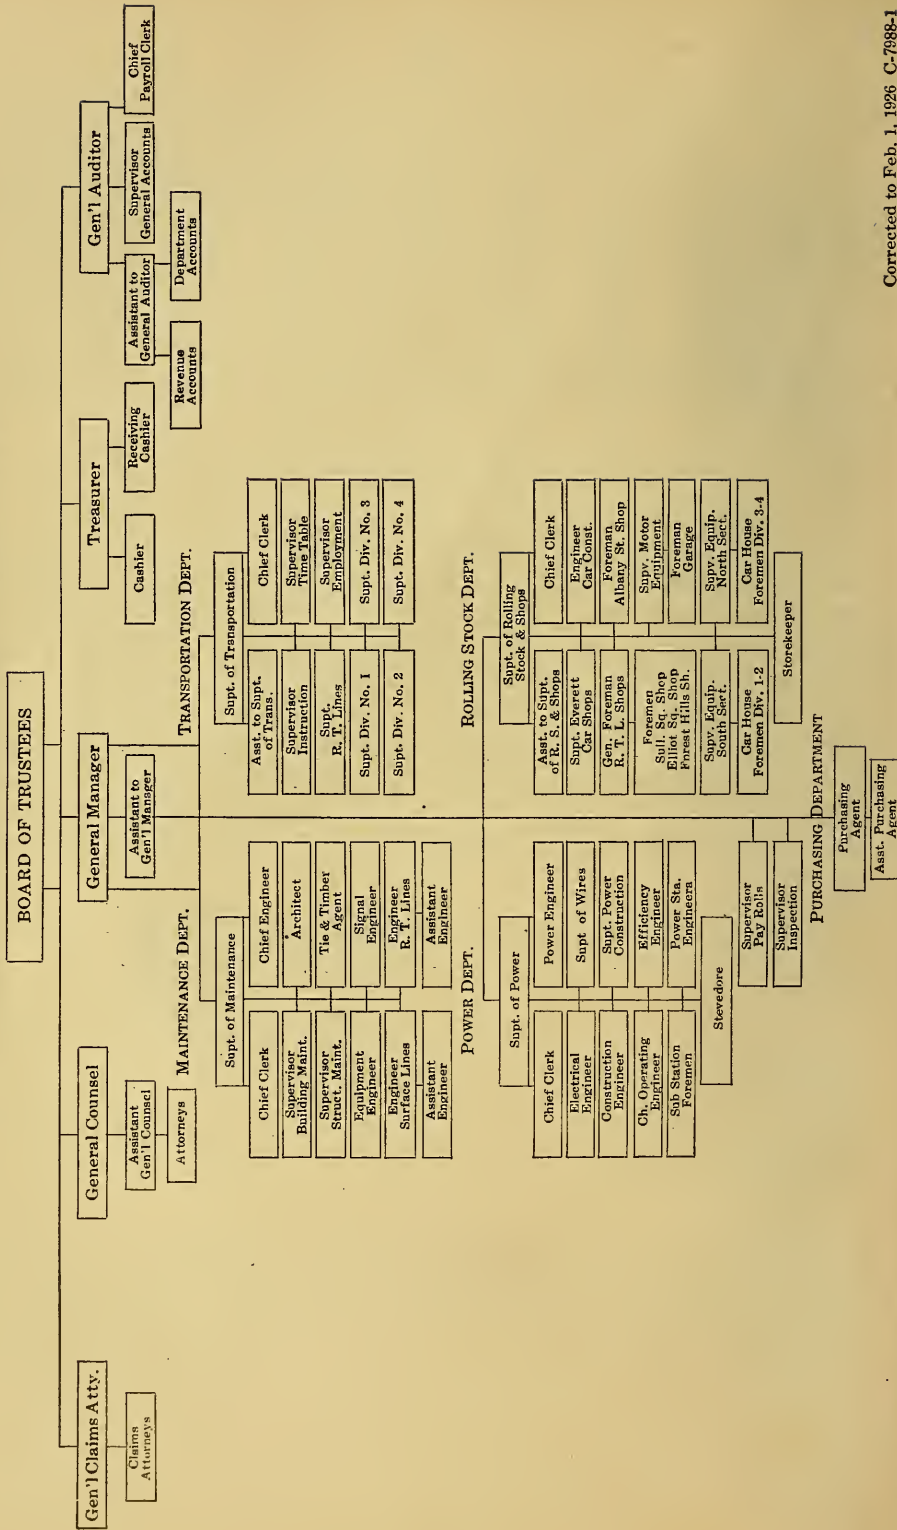 BOARD OF TRUSTEES
Gen'l Claims Atty.
General Counsel
General Manager
Treasurer
Gen'l Auditor
Claims
Attorneys
Assistant
Gen'l Counsel
Attorneys
Assistant to
Gen'l Manager
Cashier
Receiving
Cashier
Assistant to
General Auditor
Supervisor
General Accounts
Chief
Payroll Clerk
Revenue
Accounts
Department
Accounts
MAINTENANCE DEPT.
Supt. of Maintenance
Chief Clerk
Chief Engineer
Supervisor
Building Maint.
Architect
Supervisor
Struct. Maint.
Tie & Timber
Agent
Equipment
Engineer
Signal
Engineer
Engineer
Surface Lines
Engineer
R. T. Lines
Assistant
Engineer
Assistant
Engineer
TRANSPORTATION DEPT.
Supt. of Transportation
Asst. to Supt.
of Trans.
Chief Clerk
Supervisor
Instruction
Supervisor
Time Table
Supt.
R. T. Lines
Supervisor
Employment
Supt. Div. No. 1
Supt. Div. No. 3
Supt. Div. No. 2
Supt. Div. No. 4
POWER DEPT.
Supt. of Power
Chief Clerk
Power Engineer
Electrical
Engineer
Supt of Wires
Construction
Engineer
Supt. Power
Construction
Ch. Operating
Engineer
Efficiency
Engineer
Sub Station
Foremen
Power Sta.
Engineers
Stevedore
ROLLING STOCK DEPT.
Supt. of Rolling
Stock & Shops
Asst. to Supt.
of R. S. & Shops
Chief Clerk
Supt. Everett
Car Shops
Engineer
Car Const.
Gen. Foreman
R. T. L. Shops
Foreman
Albany St. Shop
Foremen
Sull. Sq. Shop
Elliot Sq. Shop
Forest Hills Sh.
Supv. Motor
Equipment
Foreman
Garage
Supv. Equip.
South Sect.
Supv. Equip.
North Sect.
Car House
Foremen Div. 1-2
Car House
Foremen Div. 3-4
Storekeeper
Supervisor
Pay Rolls
Supervisor
Inspection
PURCHASING DEPARTMENT
Purchasing
Agent
Asst. Purchasing
Agent
Corrected to Feb. 1, 1926 C-7988-1